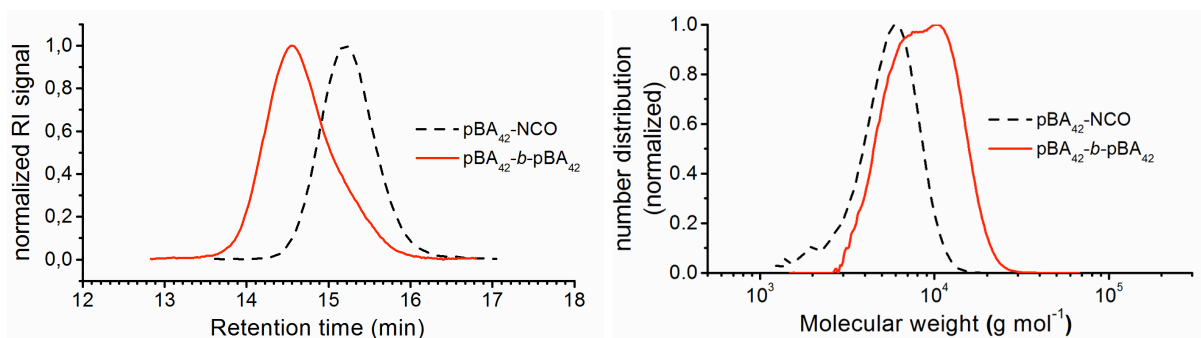 normalized RI signal
1,0
0,8
0,6
0,4
0,2
0,0
pBA42-NCO
pBA42-b-pBA42
12
13
14
15
16
17
18
Retention time (min)
number distribution
(normalized)
1.0
0.8
0.6
0.4
0.2
0.0
pBA42-NCO
pBA42-b-pBA42
10³
10⁴
10⁵
Molecular weight (g mol⁻¹)